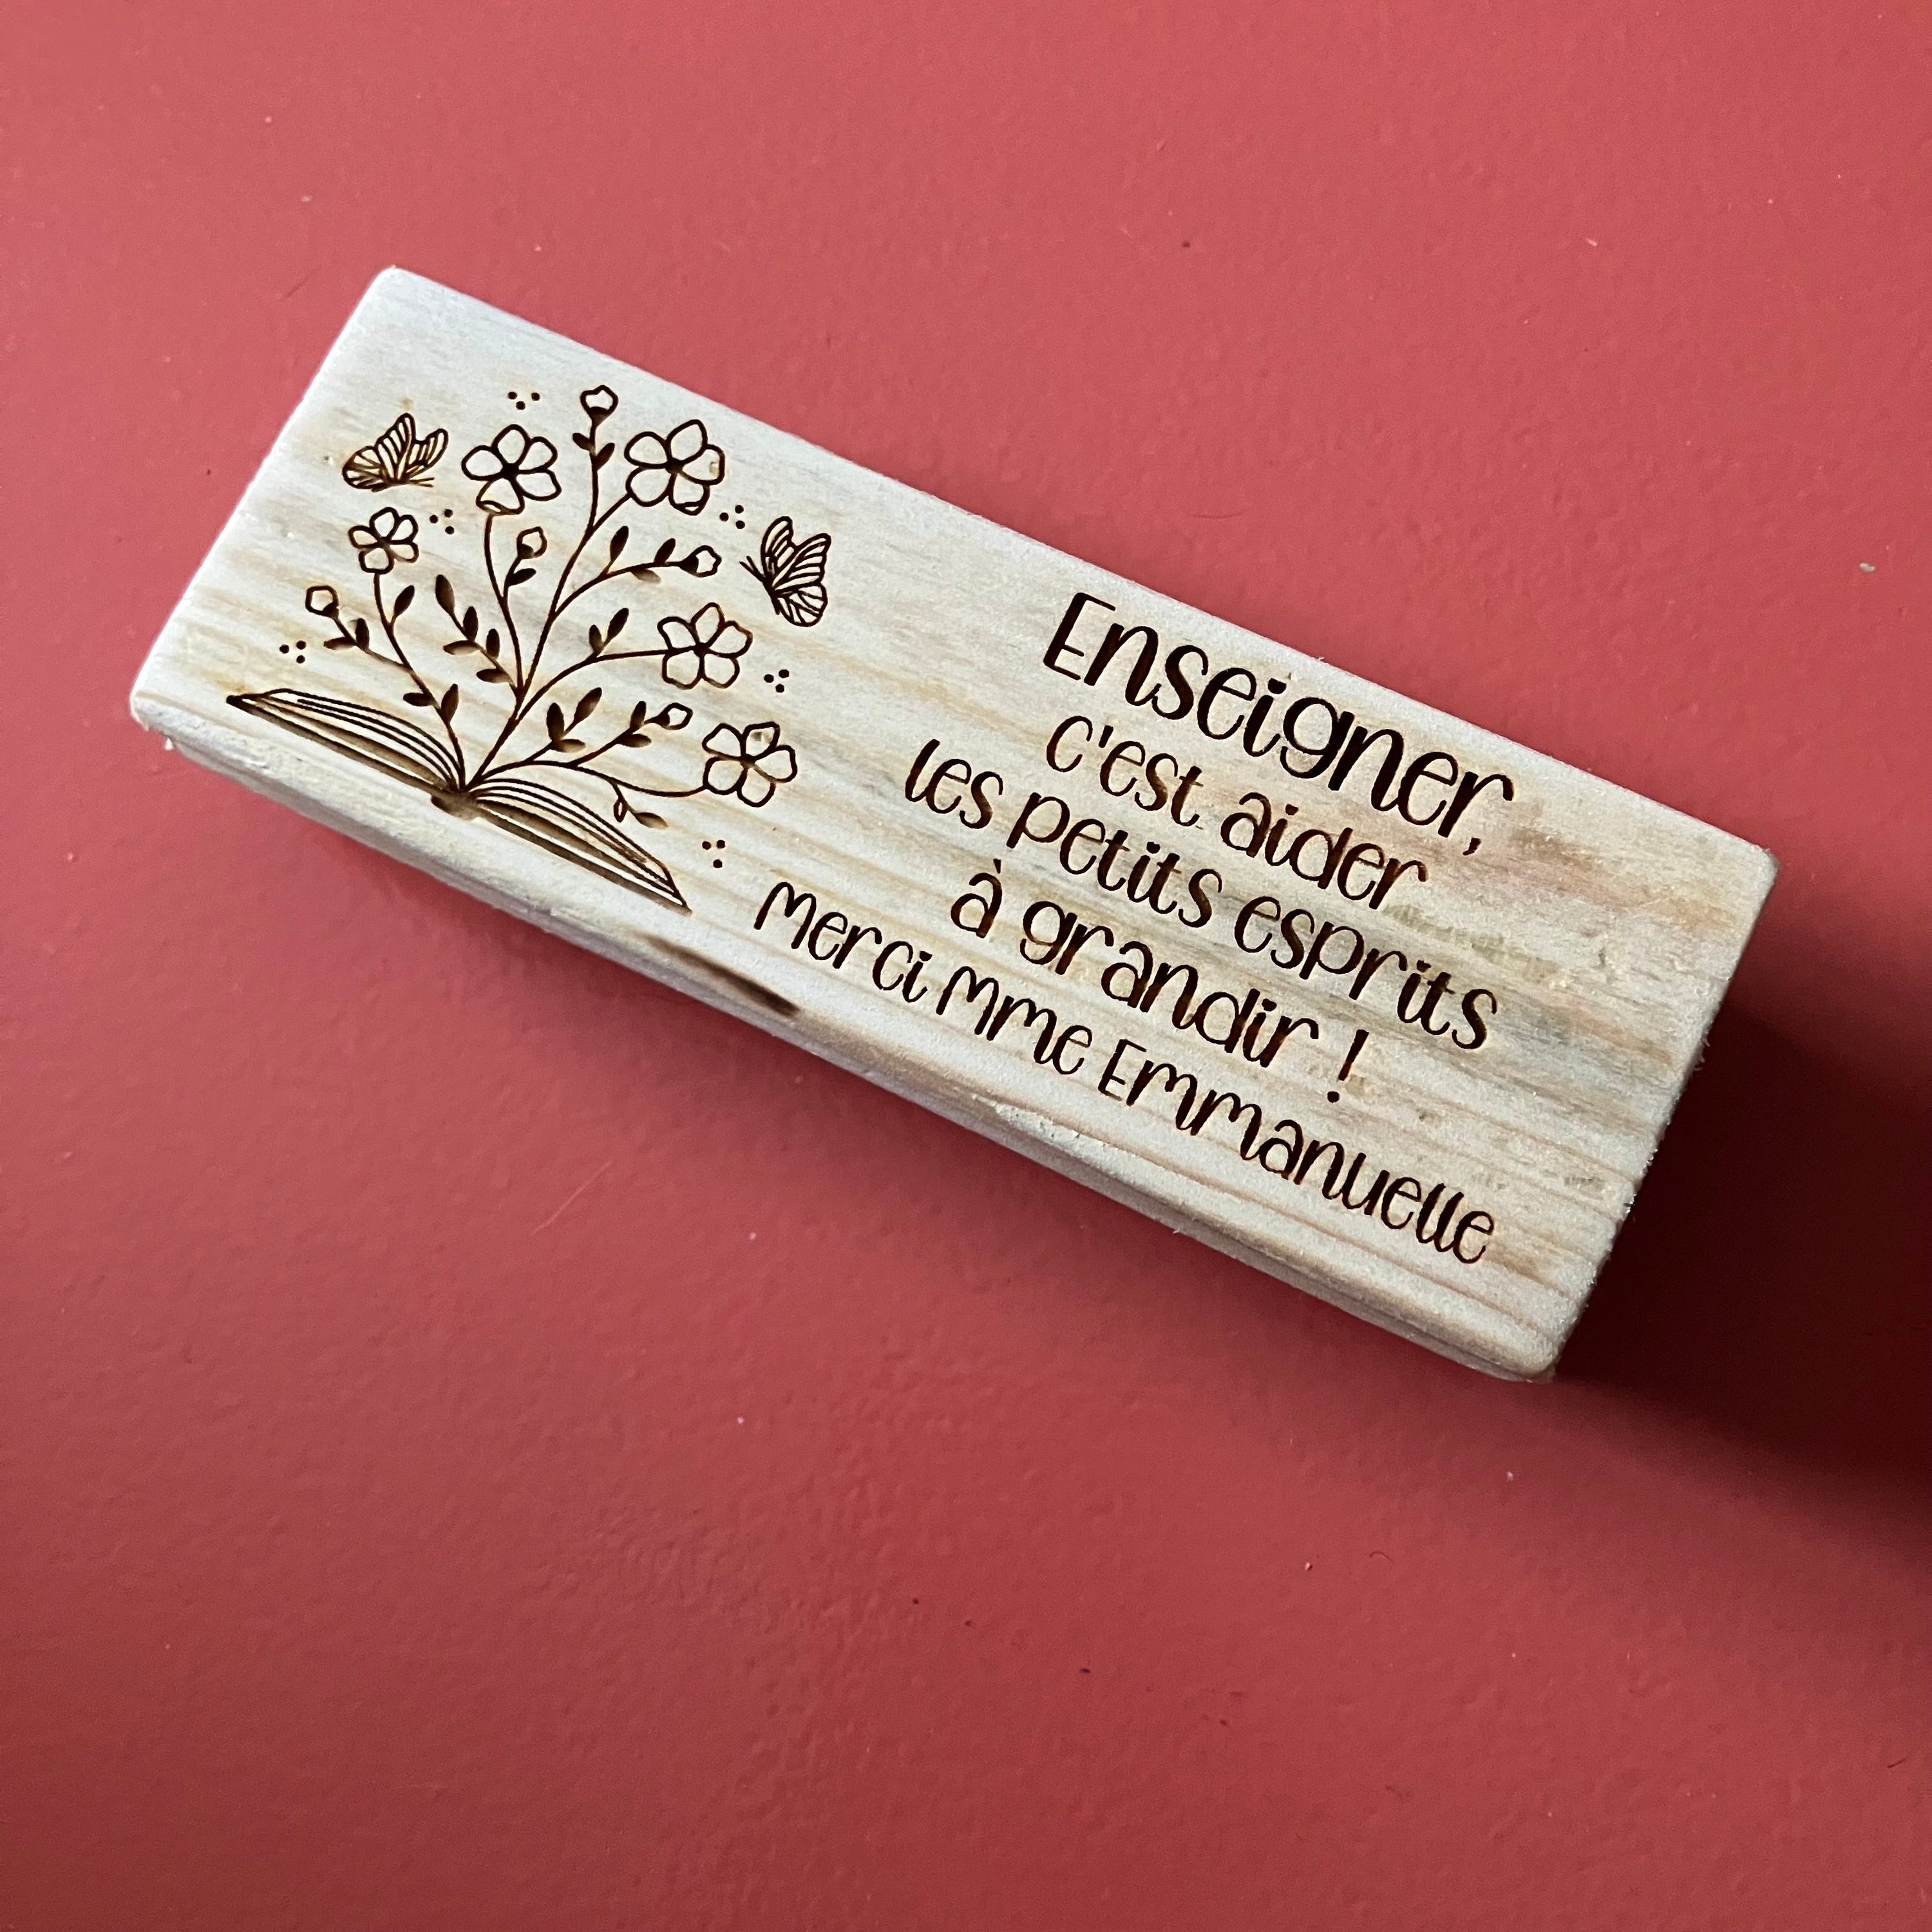 Enseigner,
c'est aider
les petits esprits
à grandir !
Merci Mme Emmanuelle